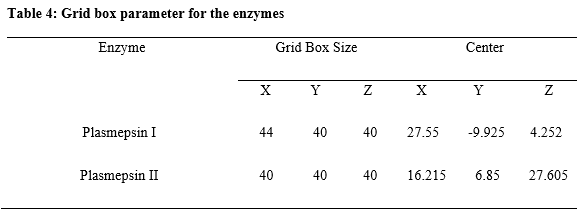 Table 4: Grid box parameter for the enzymes
Enzyme Grid Box Size Center
X Y Z X Y Z
Plasmepsin I 44 40 40 27.55 -9.925 4.252
Plasmepsin II 40 40 40 16.215 6.85 27.605